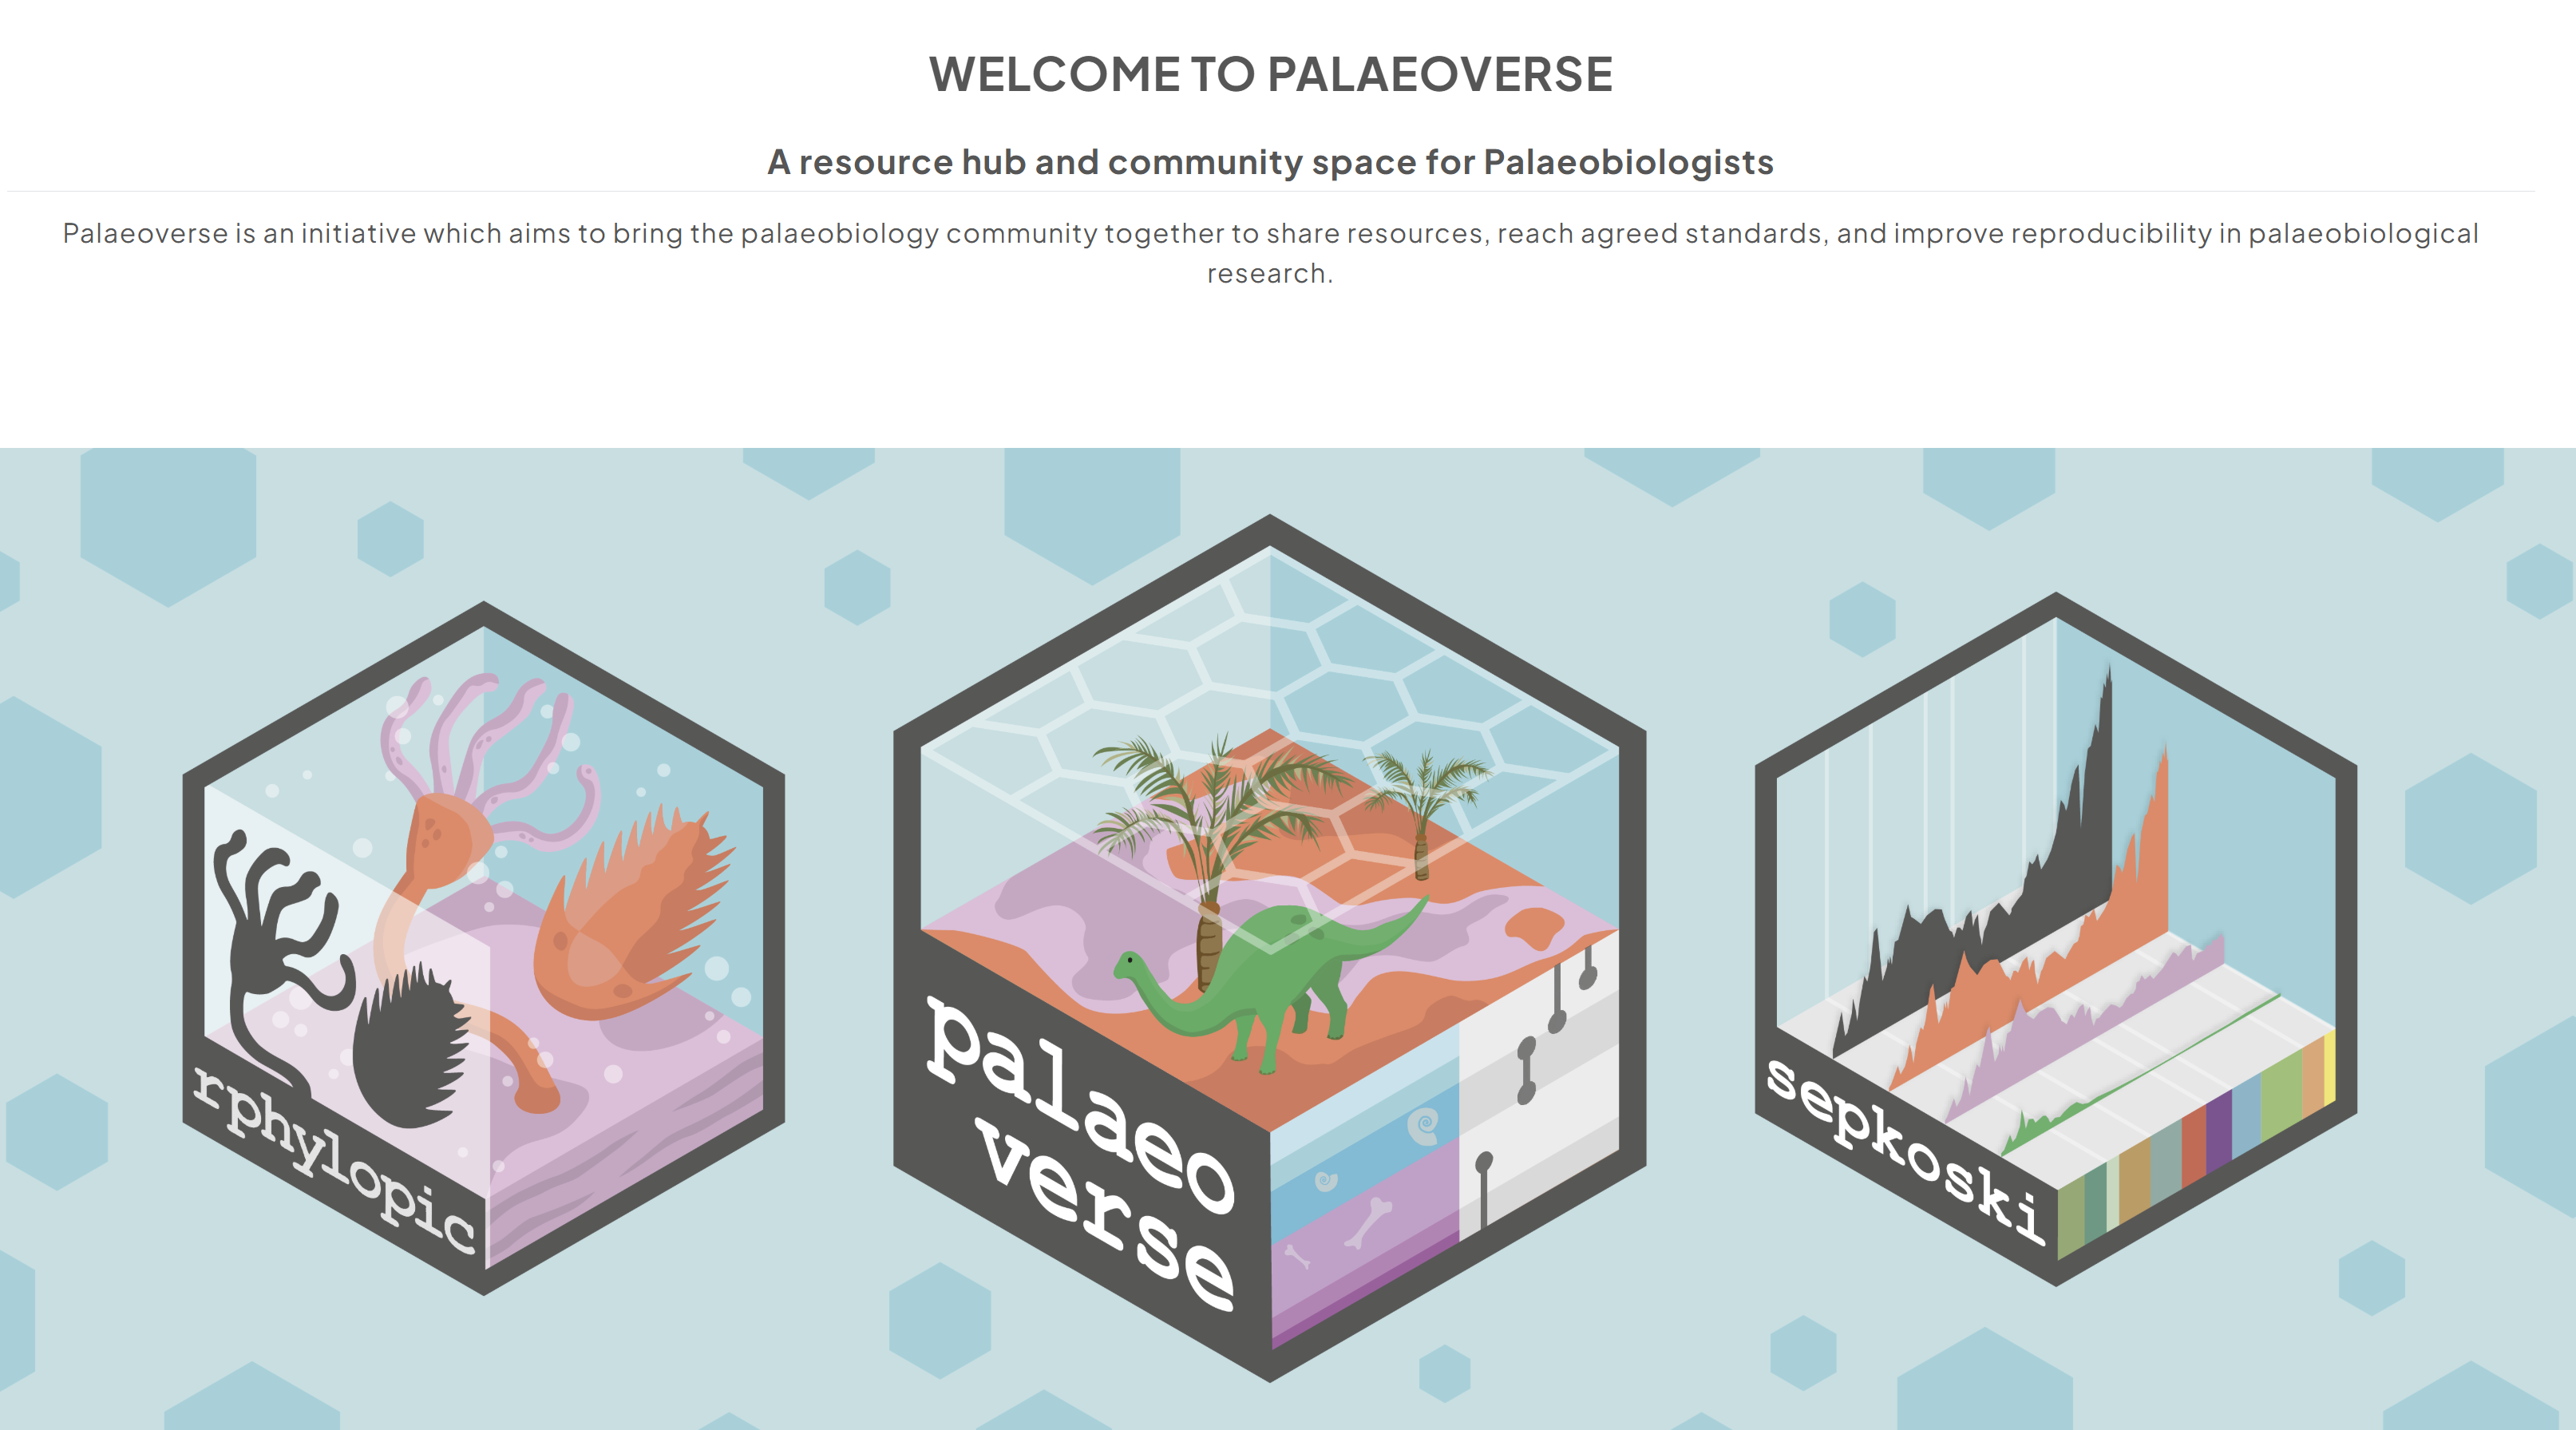 WELCOME TO PALAEOVERSE
A resource hub and community space for Palaeobiologists
Palaeoverse is an initiative which aims to bring the palaeobiology community together to share resources, reach agreed standards, and improve reproducibility in palaeobiological
research.
rphylopic
palaeo
verse
sepkoski